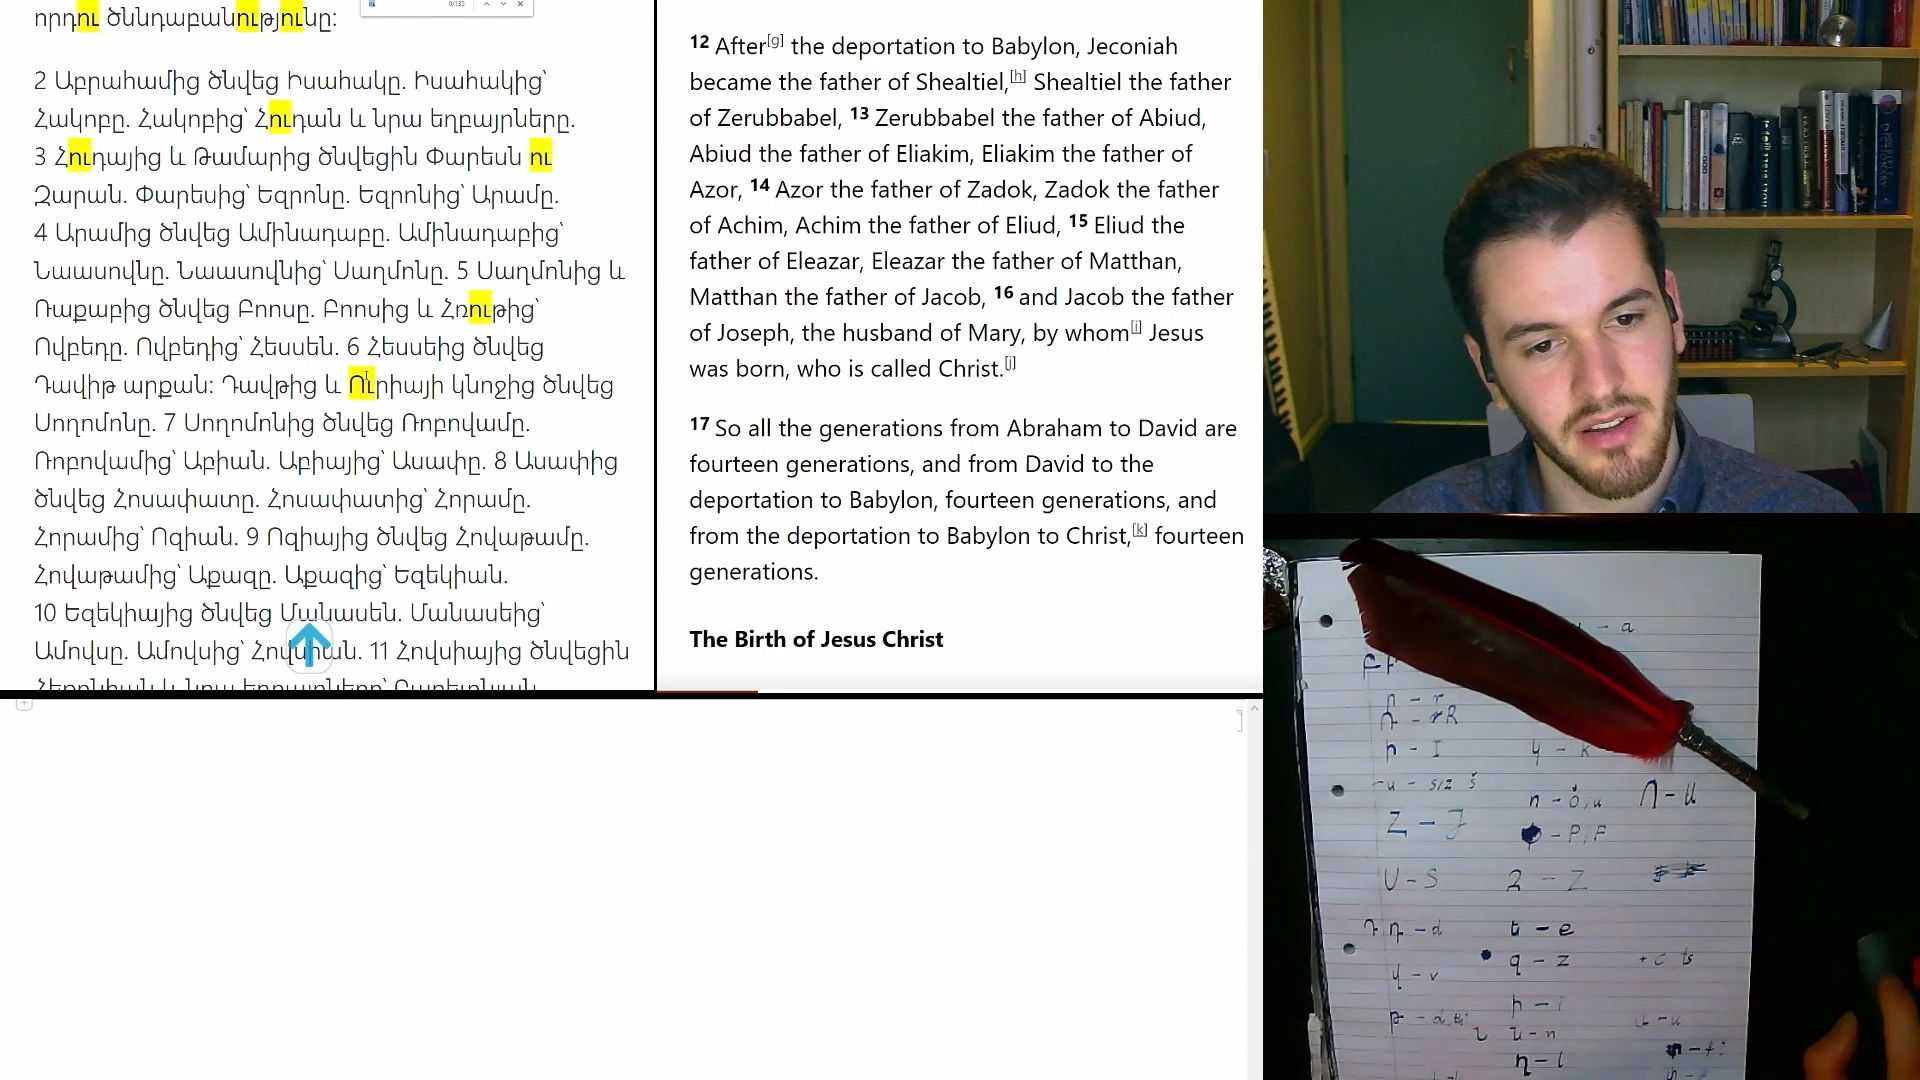 որդու ծննդաբանությունը:
0/135
2 Աբրահամից ծնվեց Իսահակը. Իսահակից՝
Հակոբը. Հակոբից՝ Հուդան և նրա եղբայրները.
3 Հուդայից և Թամարից ծնվեցին Փարեսն ու
Զարան. Փարեսից՝ Եզրոնը. Եզրոնից՝ Արամը.
4 Արամից ծնվեց Ամինադաբը. Ամինադաբից՝
Նաասովնը. Նաասովնից՝ Սաղմոնը. 5 Սաղմոնից և
Ռաքաբից ծնվեց Բոոսը. Բոոսից և Հռութից՝
Ովբեդը. Ովբեդից՝ Հեսսեն. 6 Հեսսեից ծնվեց
Դավիթ արքան: Դավթից և Ուրիայի կնոջից ծնվեց
Սողոմոնը. 7 Սողոմոնից ծնվեց Ռոբովամը.
Ռոբովամից՝ Աբիան. Աբիայից՝ Ասափը. 8 Ասափից
ծնվեց Հոսափատը. Հոսափատից՝ Հորամը.
Հորամից՝ Ոզիան. 9 Ոզիայից ծնվեց Հովաթամը.
Հովաթամից՝ Աքազը. Աքազից՝ Եզեկիան.
10 Եզեկիայից ծնվեց Մանասեն. Մանասեից՝
Ամովսը. Ամովսից՝ Հովսիան. 11 Հովսիայից ծնվեցին
12 After[g] the deportation to Babylon, Jeconiah
became the father of Shealtiel,[h] Shealtiel the father
of Zerubbabel, 13 Zerubbabel the father of Abiud,
Abiud the father of Eliakim, Eliakim the father of
Azor, 14 Azor the father of Zadok, Zadok the father
of Achim, Achim the father of Eliud, 15 Eliud the
father of Eleazar, Eleazar the father of Matthan,
Matthan the father of Jacob, 16 and Jacob the father
of Joseph, the husband of Mary, by whom[i] Jesus
was born, who is called Christ.[j]
17 So all the generations from Abraham to David are
fourteen generations, and from David to the
deportation to Babylon, fourteen generations, and
from the deportation to Babylon to Christ,[k] fourteen
generations.
The Birth of Jesus Christ
- a
ի - I
կ - k
Ո - u
- P, F
Ս - S
Զ - Z
Դ դ - d
ե - e
զ - z
վ - v
ի - i
ն - n